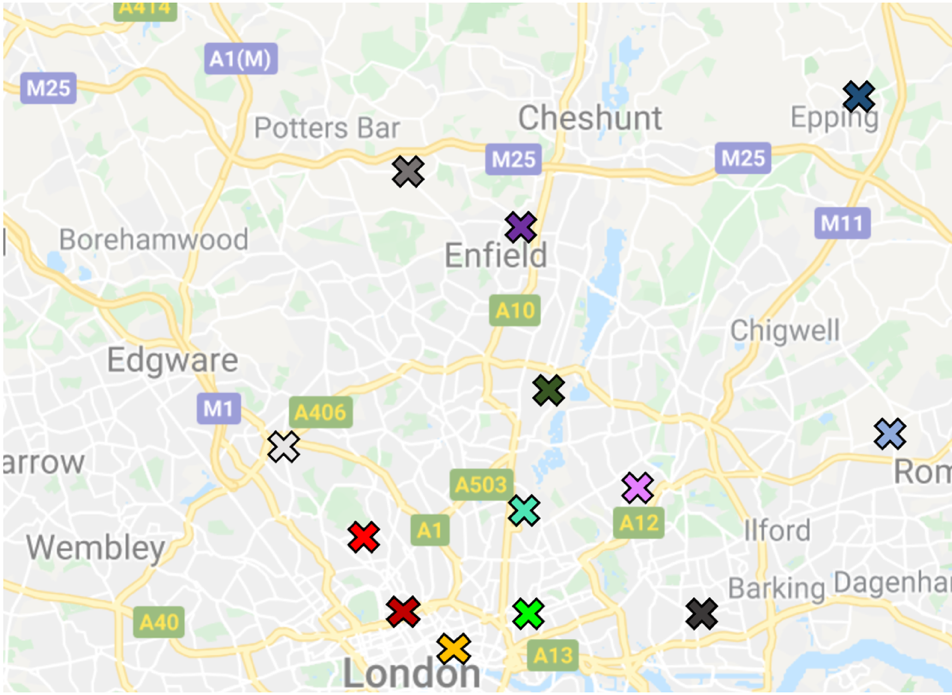 A414
A1(M)
M25
Epping
Cheshunt
Potters Bar
M25
M25
M11
Borehamwood
Enfield
A10
Chigwell
Edgware
M1
A406
arrow
Rom
A503
A12
A1
Ilford
Wembley
Barking
Dagenha
A40
A13
London